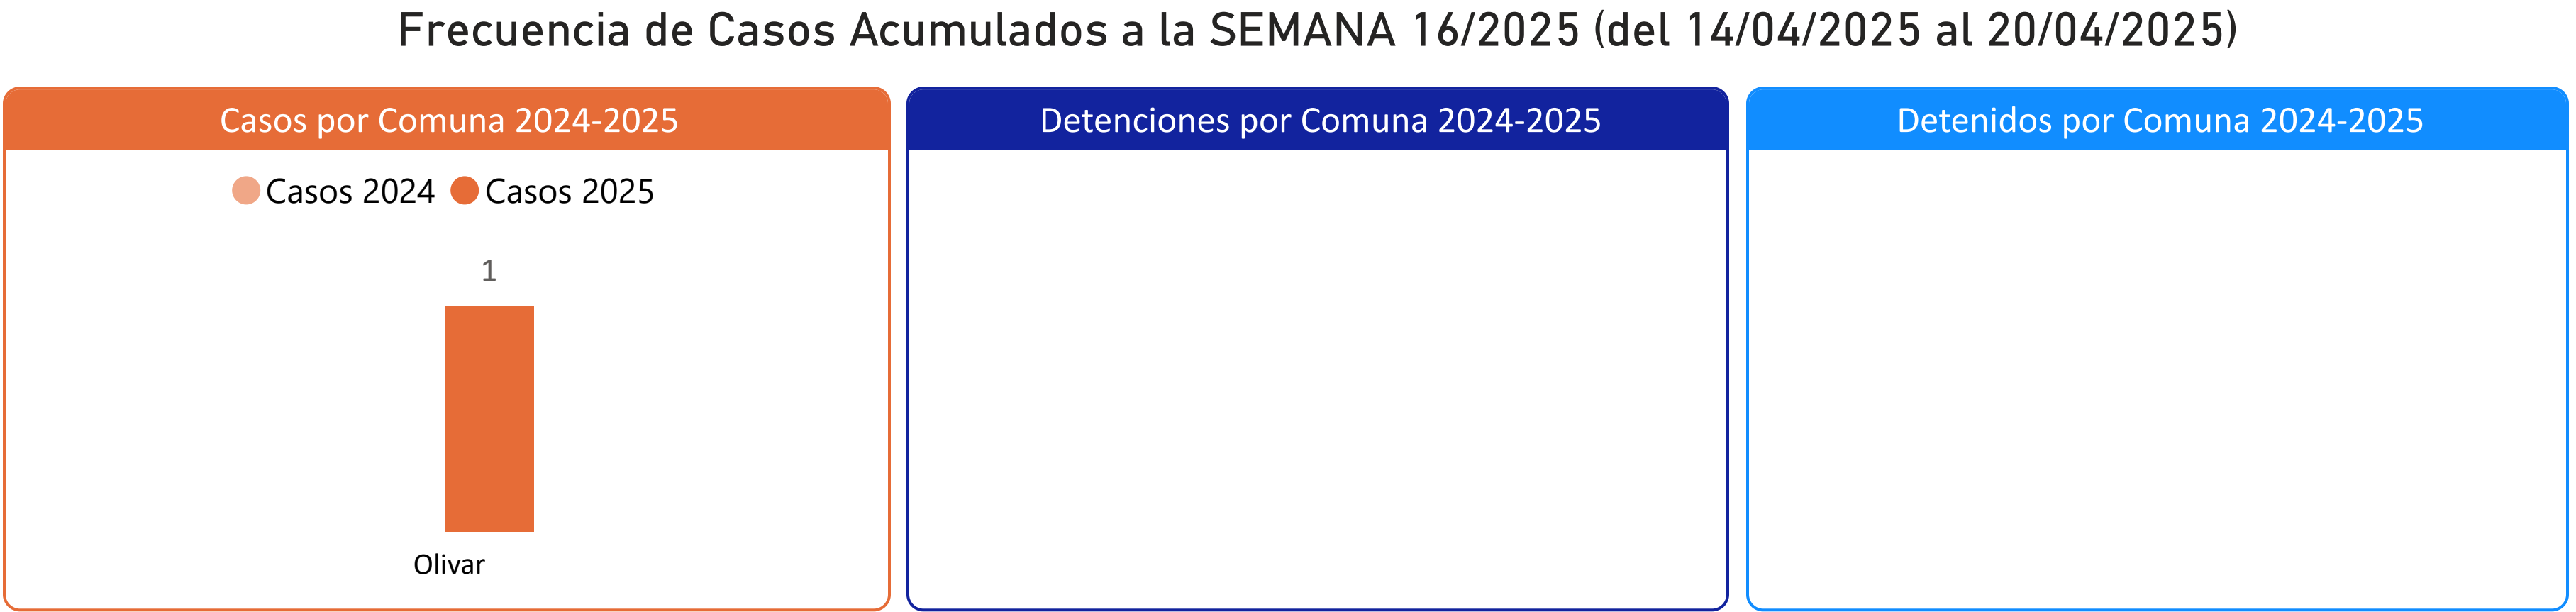 Frecuencia de Casos Acumulados a la SEMANA 16/2025 (del 14/04/2025 al 20/04/2025)
Casos por Comuna 2024-2025
Casos 2024 Casos 2025
1
Olivar
Detenciones por Comuna 2024-2025
Detenidos por Comuna 2024-2025